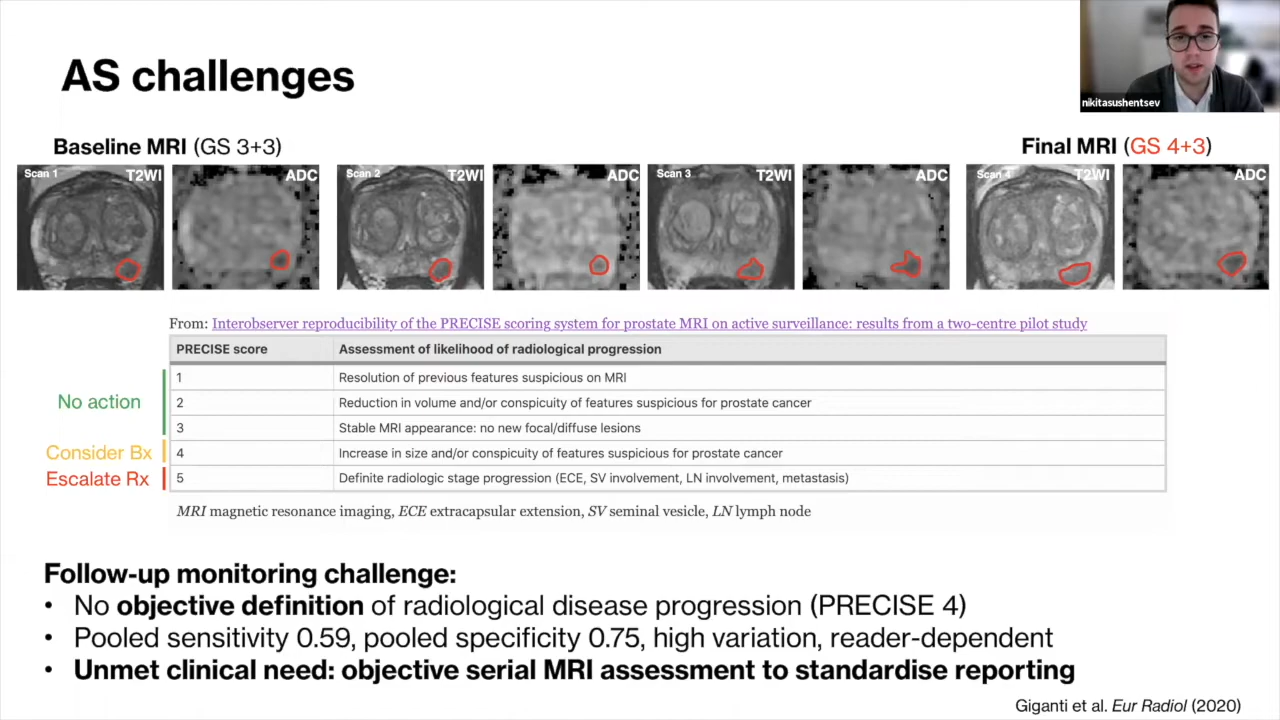 AS challenges
nikitasushentsev
Baseline MRI (GS 3+3)
Final MRI (GS 4+3)
Scan 1 T2WI ADC Scan 2 T2WI ADC Scan 3 T2WI ADC Scan 4 T2WI ADC
From: Interobserver reproducibility of the PRECISE scoring system for prostate MRI on active surveillance: results from a two-centre pilot study
PRECISE score Assessment of likelihood of radiological progression
1 Resolution of previous features suspicious on MRI
No action 2 Reduction in volume and/or conspicuity of features suspicious for prostate cancer
3 Stable MRI appearance: no new focal/diffuse lesions
Consider Bx 4 Increase in size and/or conspicuity of features suspicious for prostate cancer
Escalate Rx 5 Definite radiologic stage progression (ECE, SV involvement, LN involvement, metastasis)
MRI magnetic resonance imaging, ECE extracapsular extension, SV seminal vesicle, LN lymph node
Follow-up monitoring challenge:
• No objective definition of radiological disease progression (PRECISE 4)
• Pooled sensitivity 0.59, pooled specificity 0.75, high variation, reader-dependent
• Unmet clinical need: objective serial MRI assessment to standardise reporting
Giganti et al. Eur Radiol (2020)